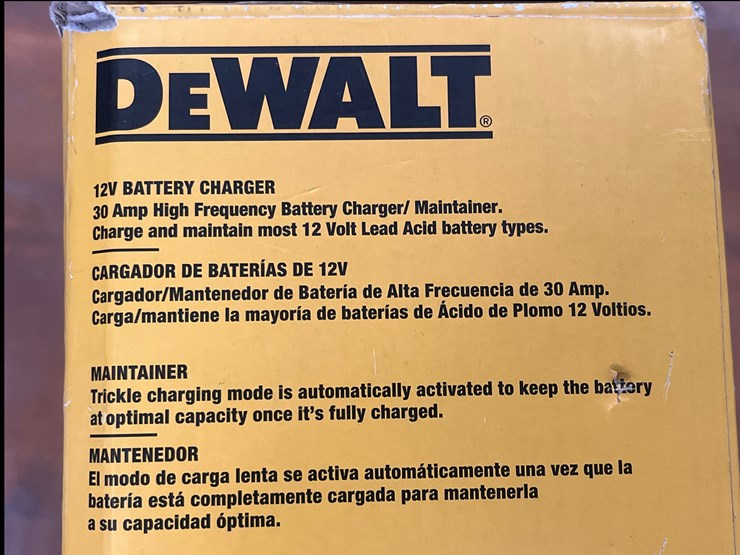 DEWALT®
12V BATTERY CHARGER
30 Amp High Frequency Battery Charger/ Maintainer.
Charge and maintain most 12 Volt Lead Acid battery types.
CARGADOR DE BATERÍAS DE 12V
Cargador/Mantenedor de Batería de Alta Frecuencia de 30 Amp.
Carga/mantiene la mayoría de baterías de Ácido de Plomo 12 Voltios.
MAINTAINER
Trickle charging mode is automatically activated to keep the battery
at optimal capacity once it's fully charged.
MANTENEDOR
El modo de carga lenta se activa automáticamente una vez que la
batería está completamente cargada para mantenerla
a su capacidad óptima.